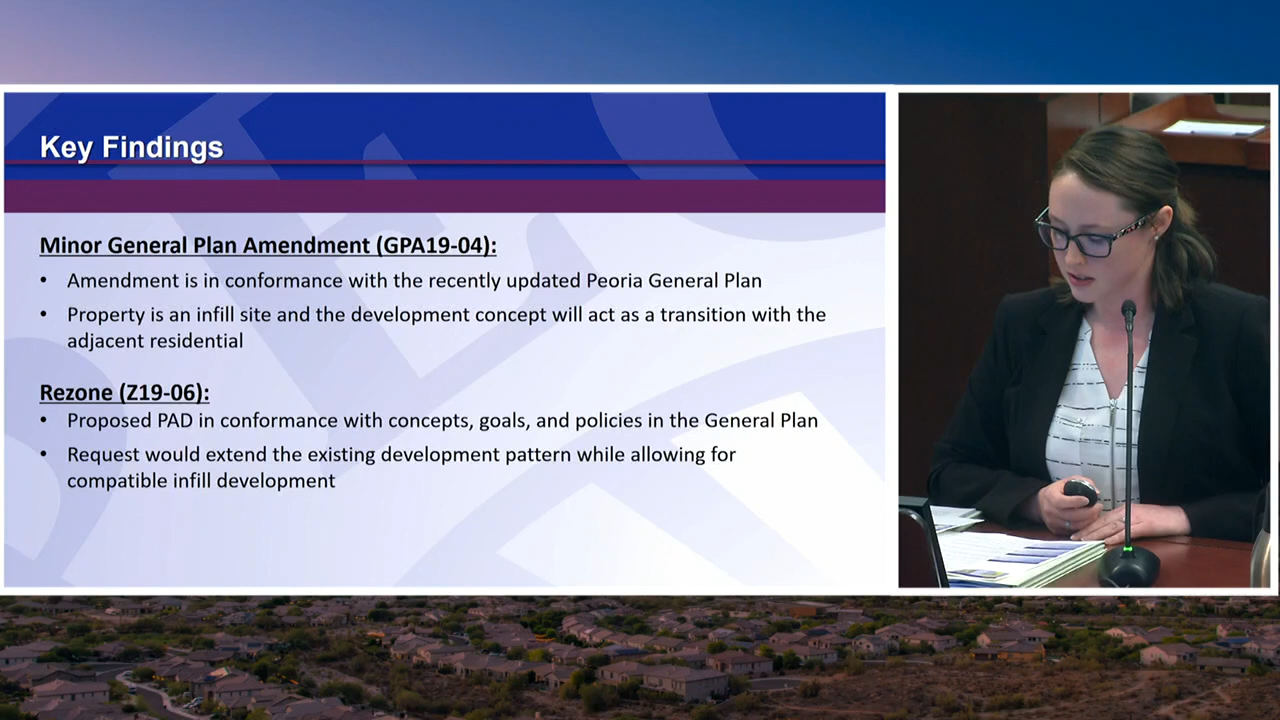 Key Findings
Minor General Plan Amendment (GPA19-04):
• Amendment is in conformance with the recently updated Peoria General Plan
• Property is an infill site and the development concept will act as a transition with the
adjacent residential
Rezone (Z19-06):
• Proposed PAD in conformance with concepts, goals, and policies in the General Plan
• Request would extend the existing development pattern while allowing for
compatible infill development